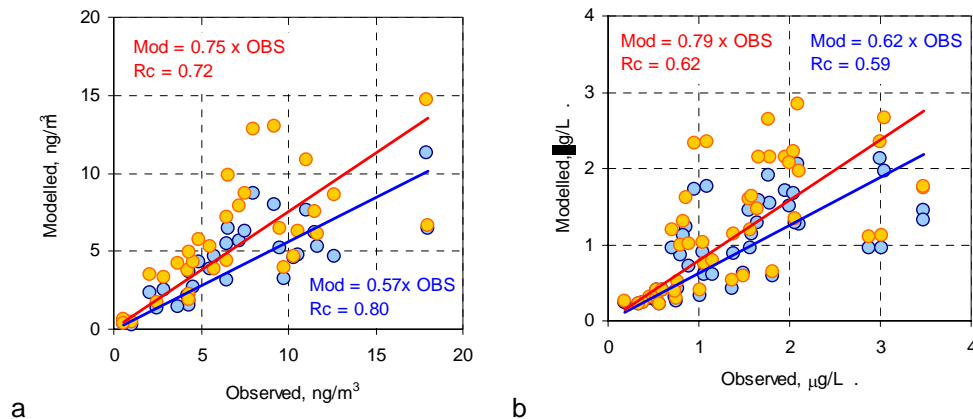 Mod = 0.75 x OBS
Rc = 0.72
Mod = 0.57x OBS
Rc = 0.80
Modelled, ng/m³
20
15
10
5
0
0 5 10 15 20
Observed, ng/m³
a
Mod = 0.79 x OBS
Rc = 0.62
Mod = 0.62 x OBS
Rc = 0.59
Modelled, g/L .
4
3
2
1
0
0 1 2 3 4
Observed, μg/L .
b